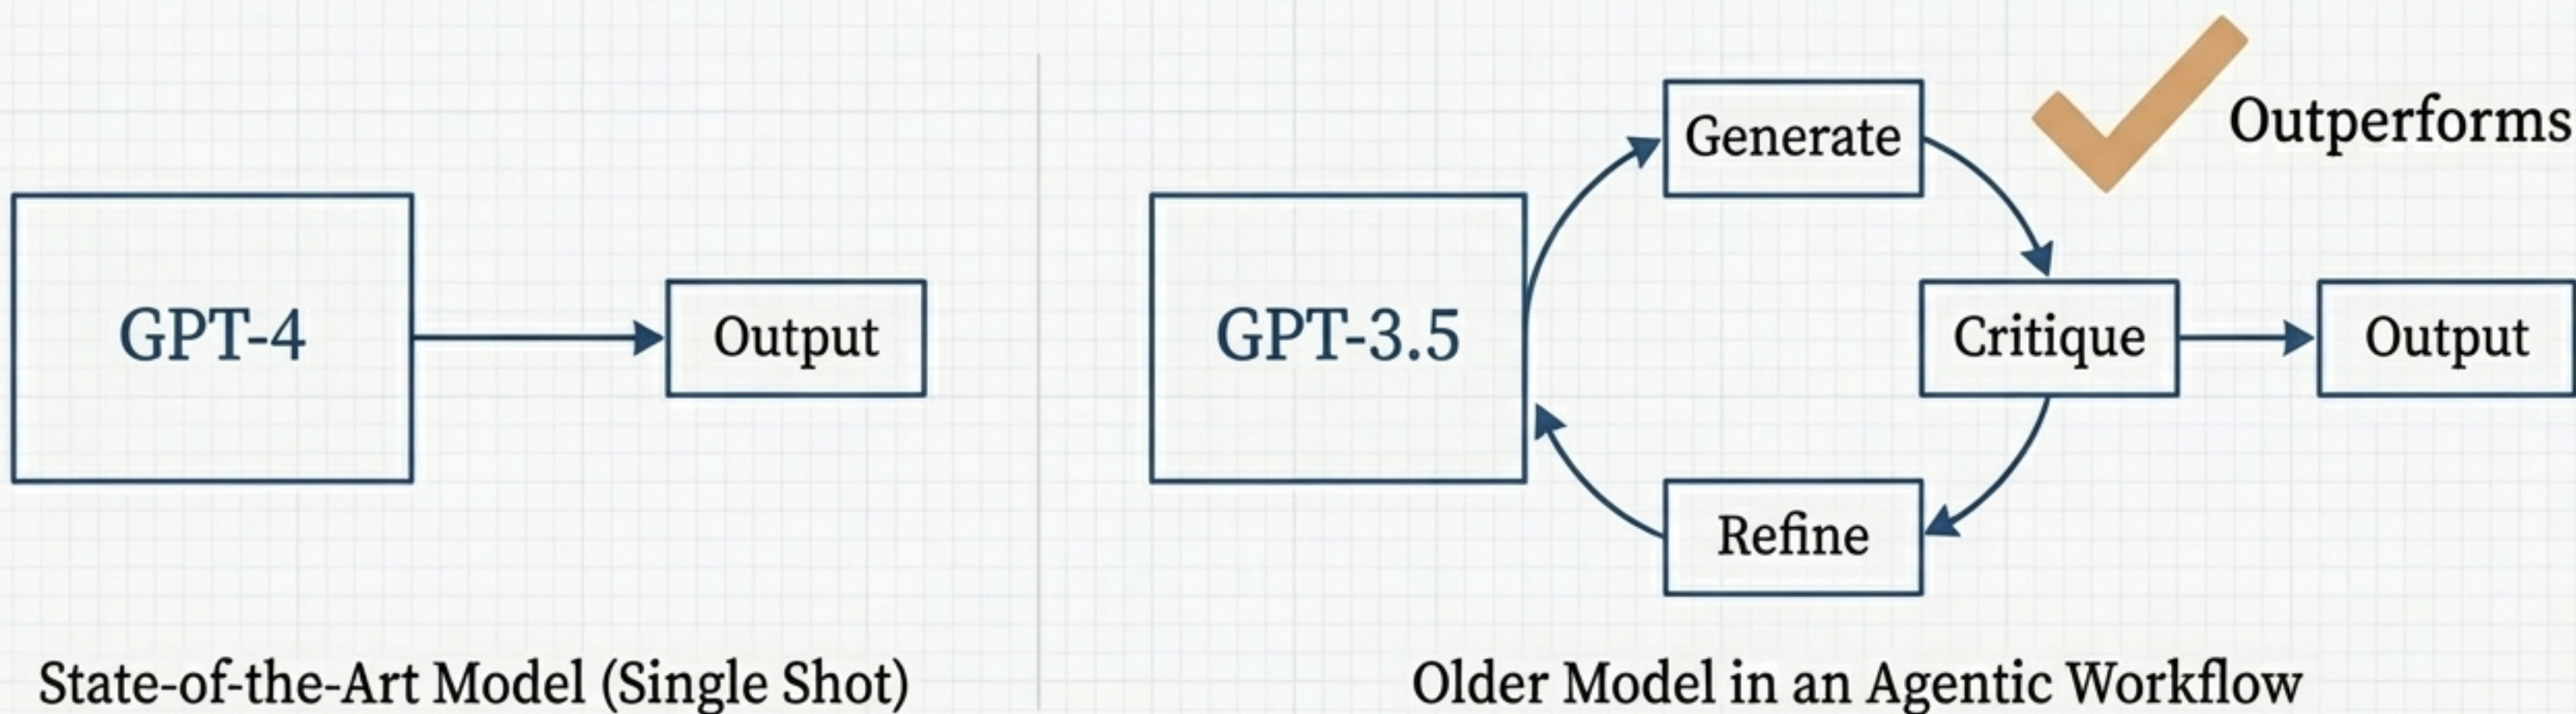 GPT-4
Output
State-of-the-Art Model (Single Shot)
Outperforms
GPT-3.5
Generate
Critique
Output
Refine
Older Model in an Agentic Workflow